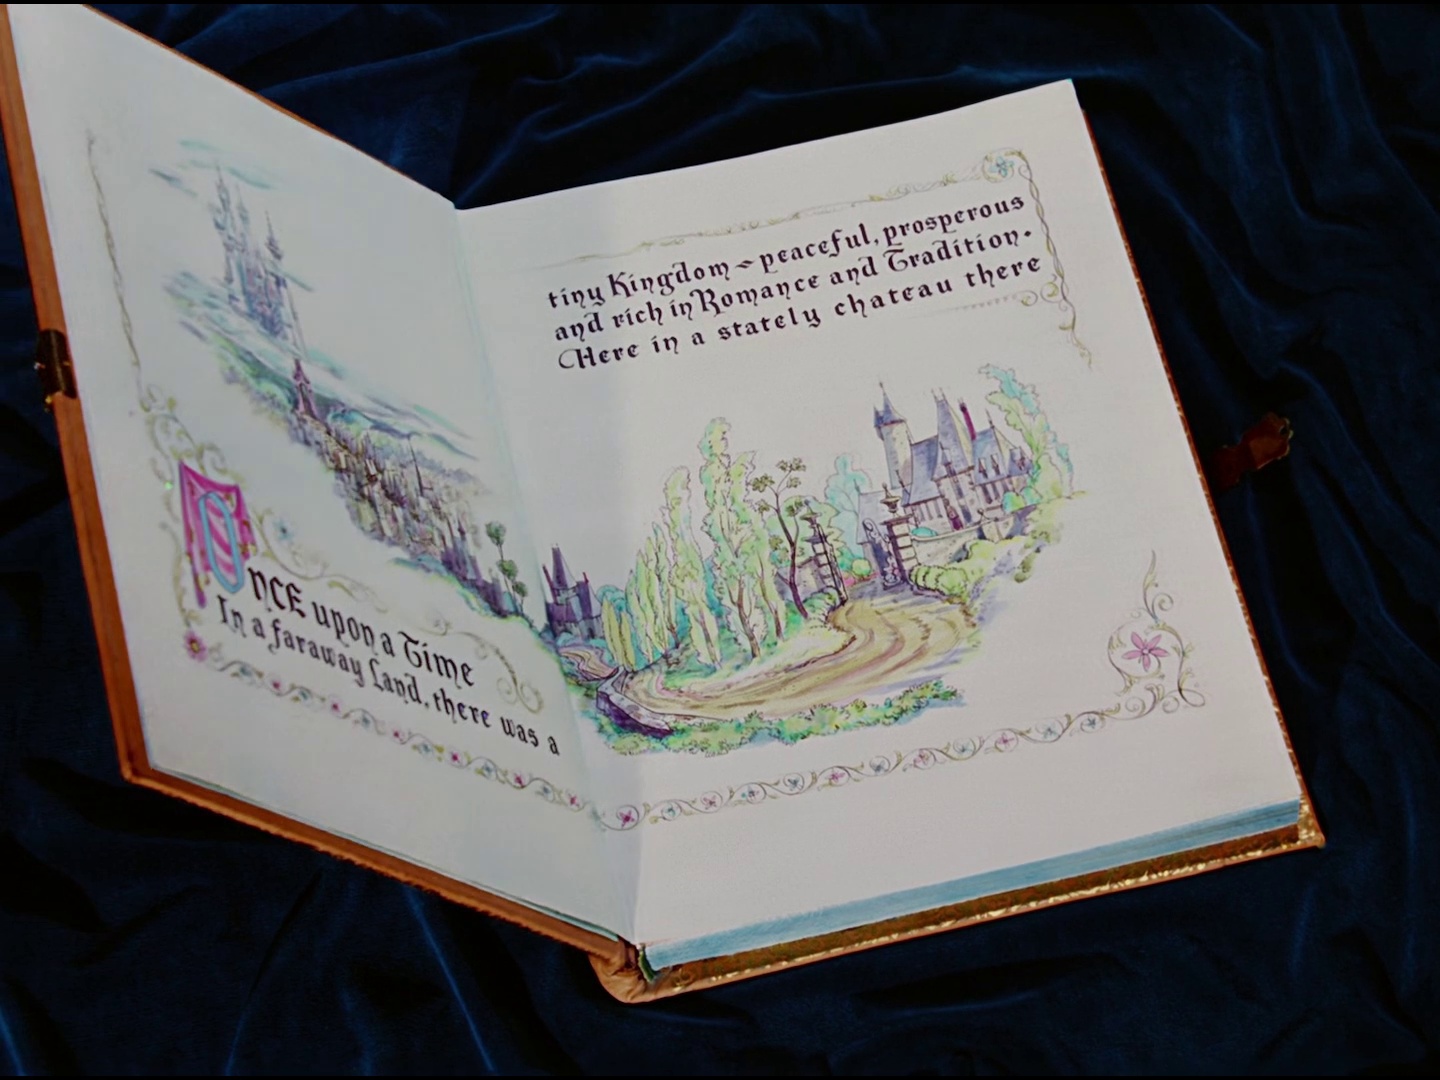 Once upon a Time
In a faraway Land, there was a
tiny Kingdom ~ peaceful, prosperous
and rich in Romance and Tradition.
Here in a stately chateau there